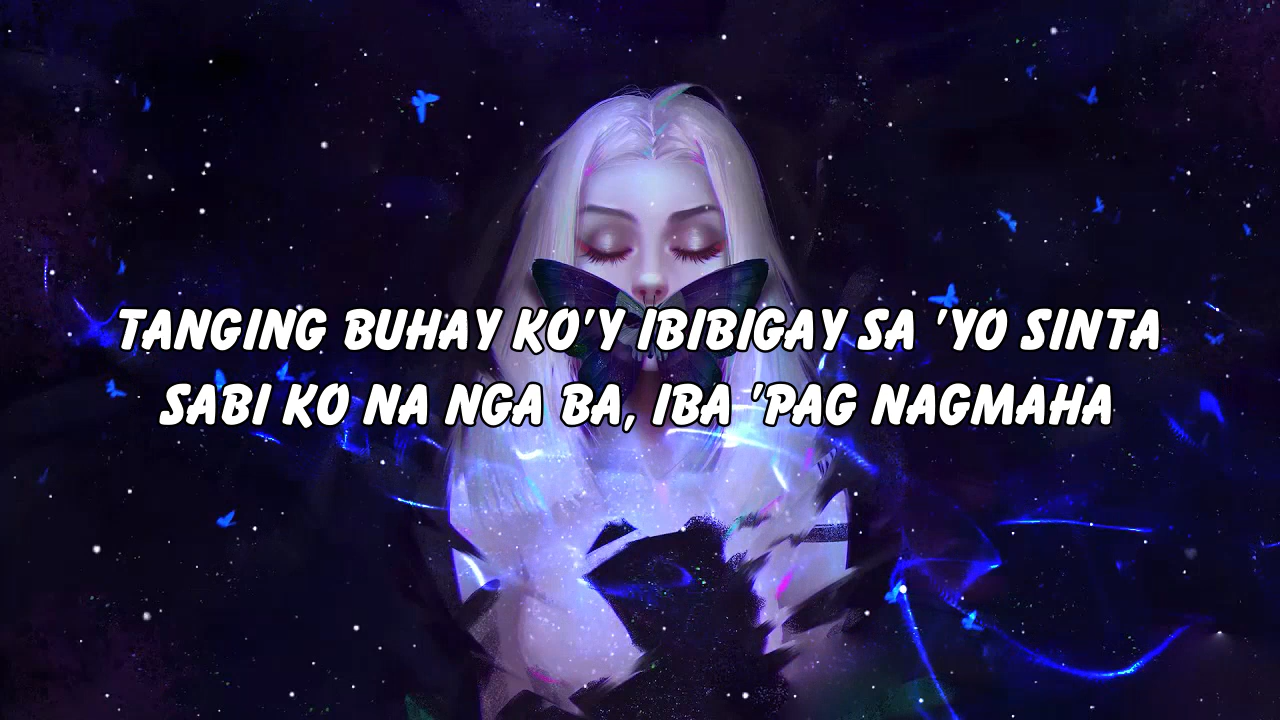 TANGING BUHAY KO'Y IBIBIGAY SA 'YO SINTA
SABI KO NA NGA BA, IBA 'PAG NAGMAHA